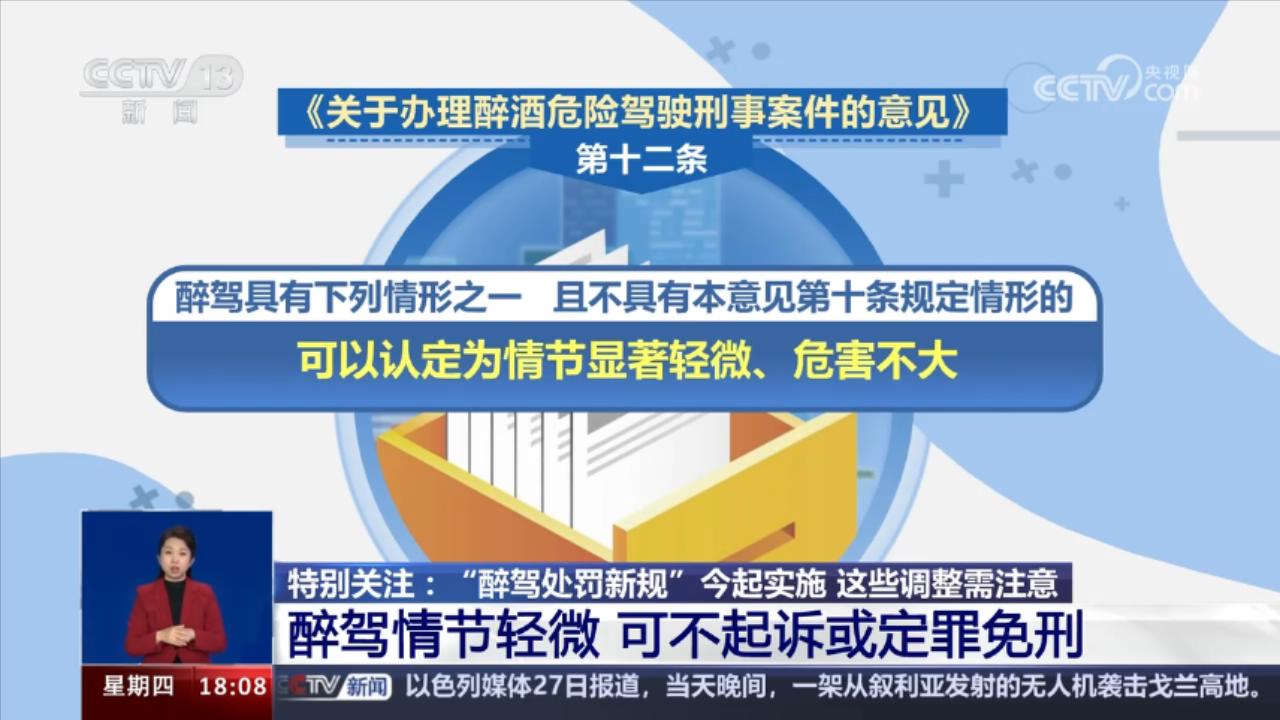 CCTV 13
新闻
央视网
CCTV.com
《关于办理醉酒危险驾驶刑事案件的意见》
第十二条
醉驾具有下列情形之一 且不具有本意见第十条规定情形的
可以认定为情节显著轻微、危害不大
特别关注：“醉驾处罚新规”今起实施 这些调整需注意
醉驾情节轻微 可不起诉或定罪免刑
星期四 18:08 CCTV新闻 以色列媒体27日报道，当天晚间，一架从叙利亚发射的无人机袭击戈兰高地。